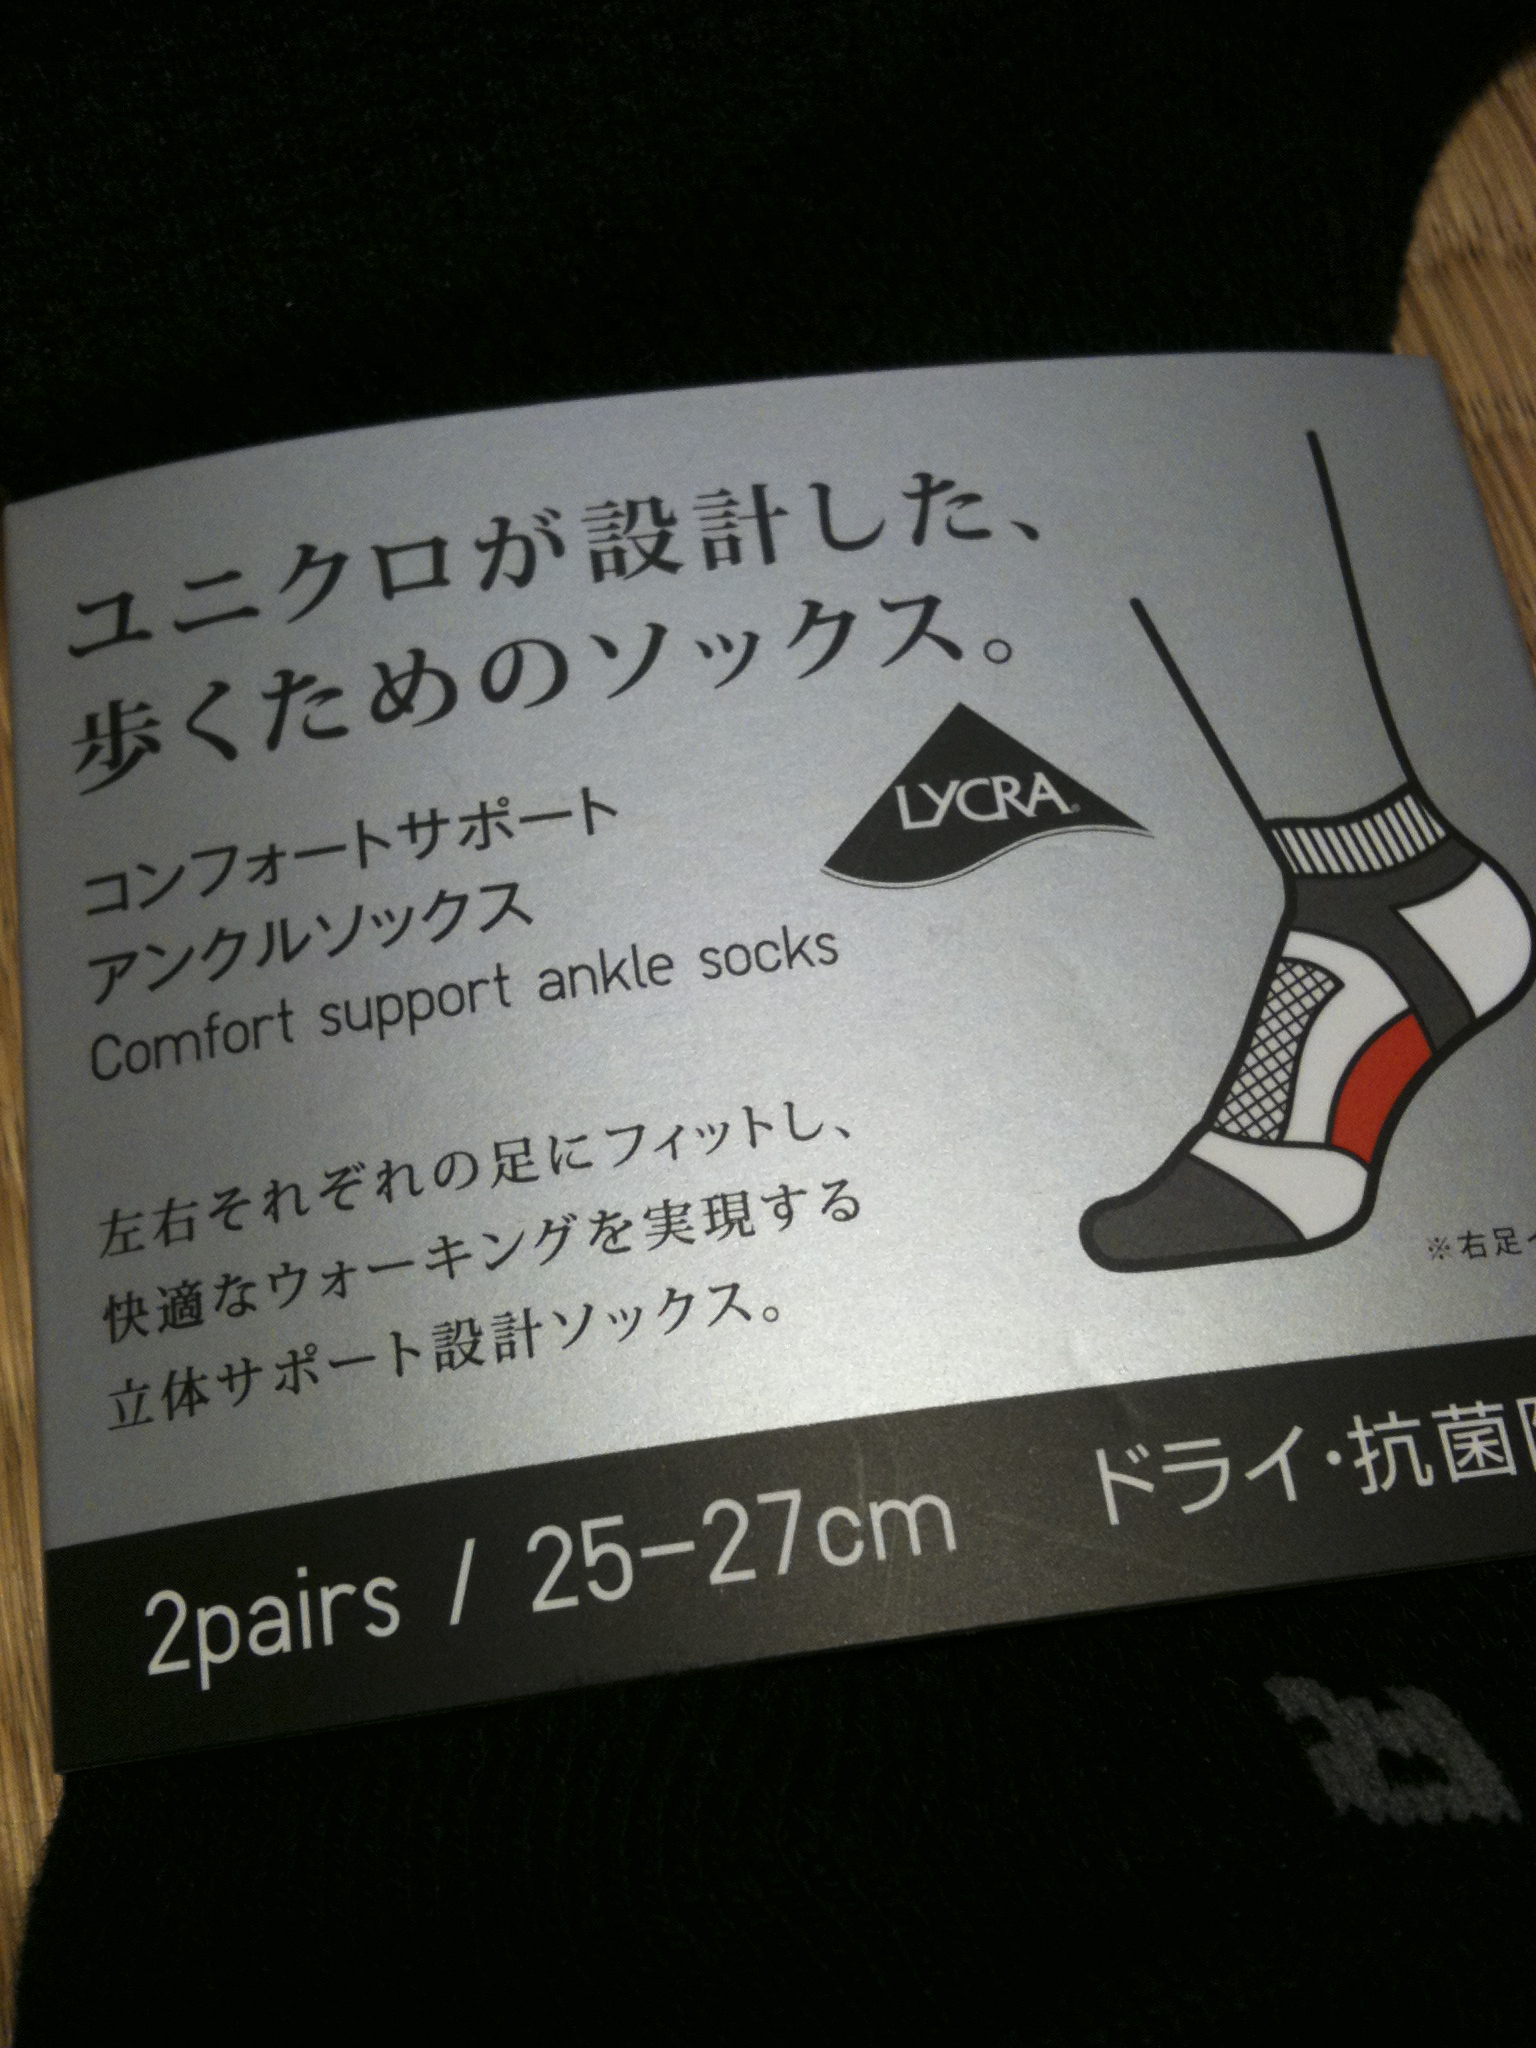 ユニクロが設計した、
歩くためのソックス。
LYCRA®
コンフォートサポート
アンクルソックス
Comfort support ankle socks
左右それぞれの足にフィットし、
快適なウォーキングを実現する
立体サポート設計ソックス。
※右足イ
2pairs / 25-27cm ドライ・抗菌防
R